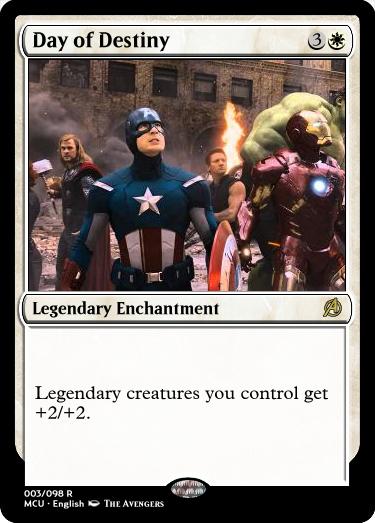 Day of Destiny 3
Legendary Enchantment
Legendary creatures you control get
+2/+2.
003/098 R
MCU • English THE AVENGERS